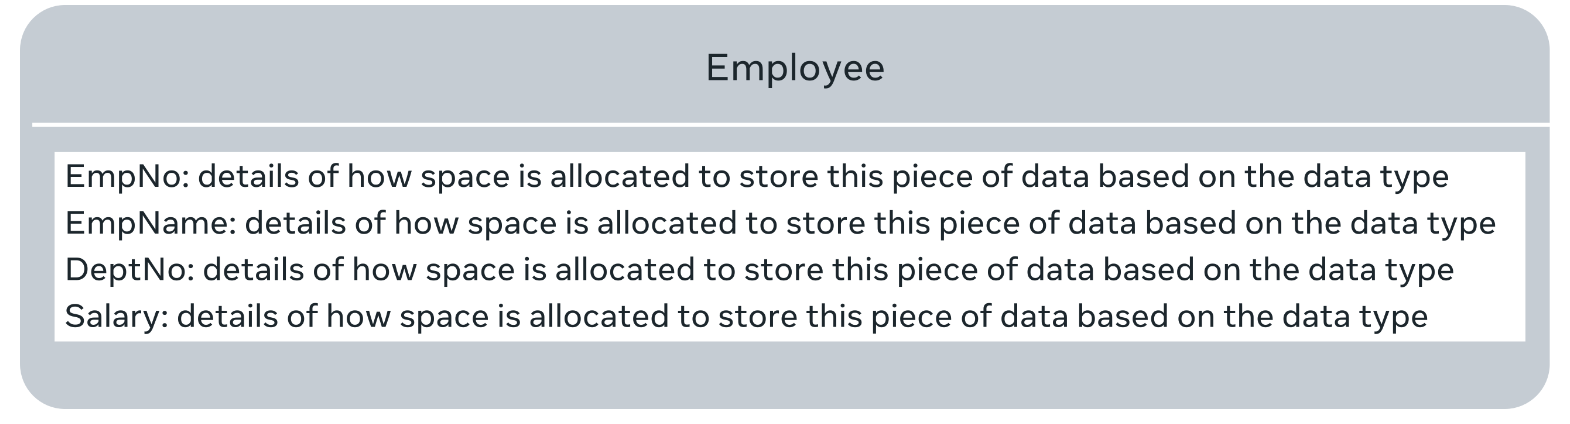 Employee
EmpNo: details of how space is allocated to store this piece of data based on the data type
EmpName: details of how space is allocated to store this piece of data based on the data type
DeptNo: details of how space is allocated to store this piece of data based on the data type
Salary: details of how space is allocated to store this piece of data based on the data type